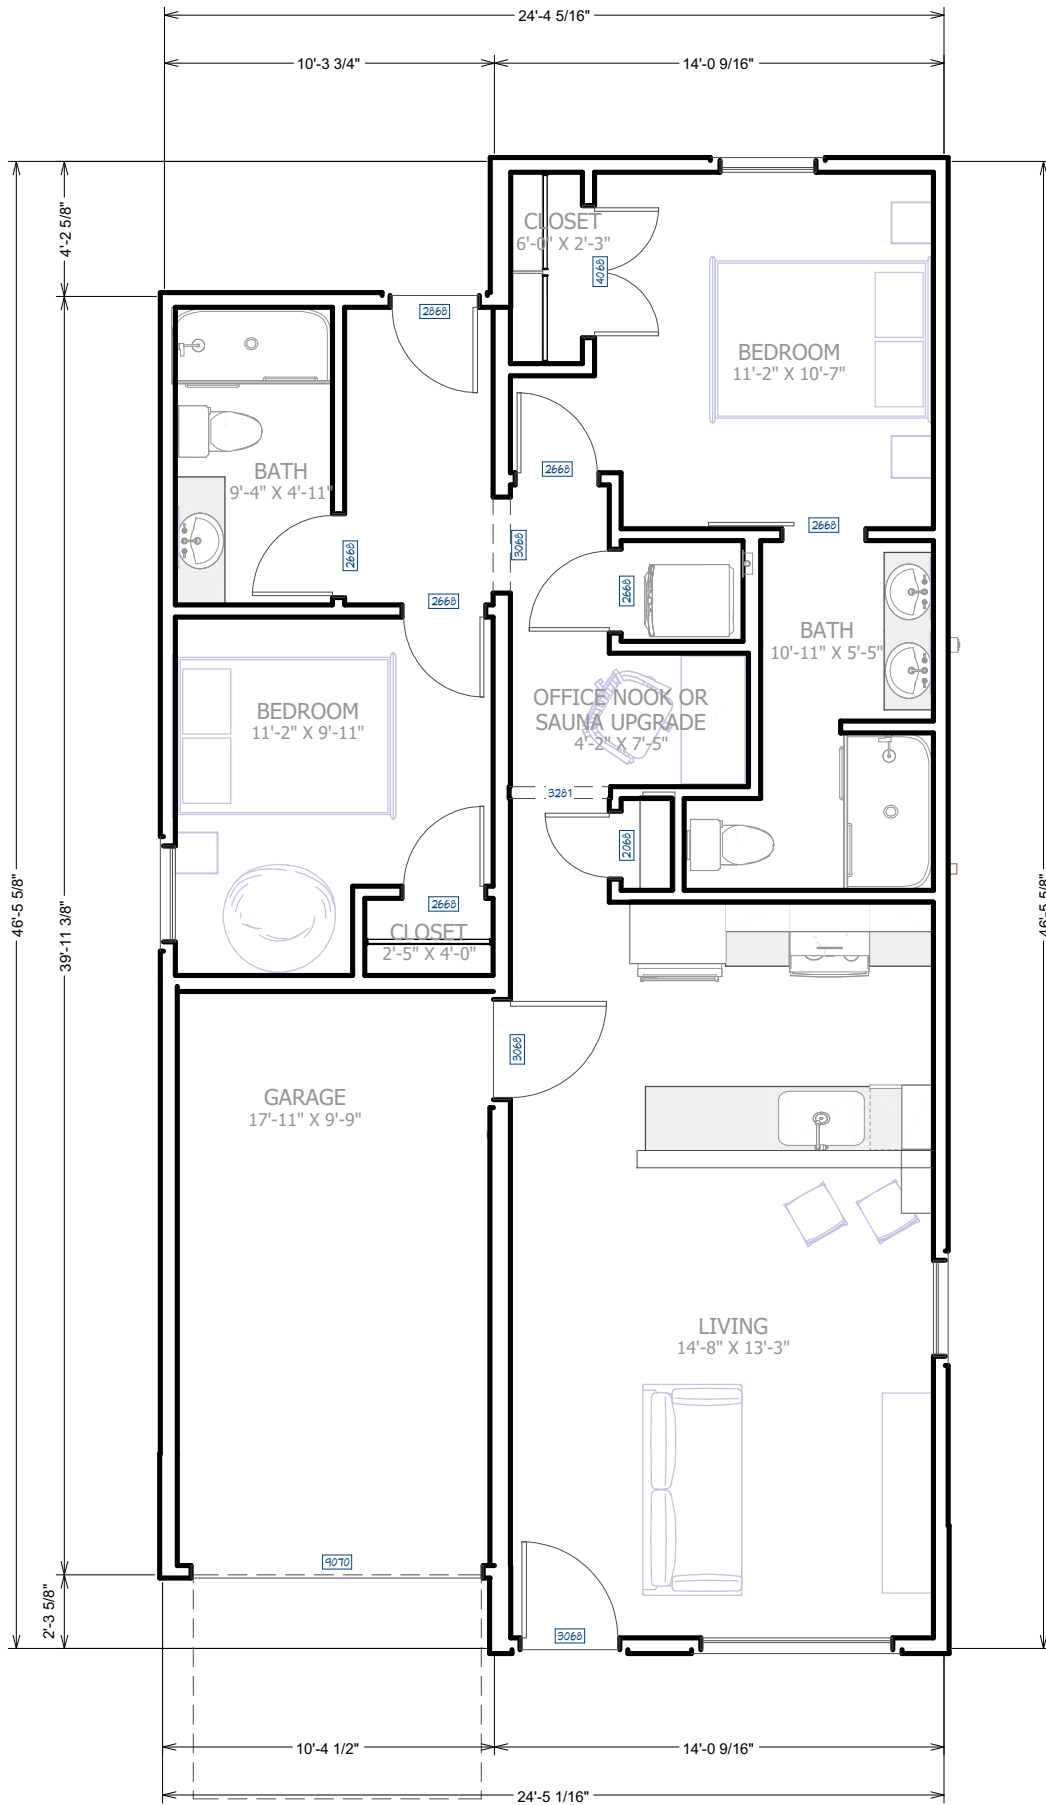 24'-4 5/16"
10'-3 3/4"
14'-0 9/16"
4'-2 5/8"
46'-5 5/8"
39'-11 3/8"
2'-3 5/8"
46'-5 5/8"
CLOSET
6'-0" X 2'-3"
4068
2868
BEDROOM
11'-2" X 10'-7"
BATH
9'-4" X 4'-11"
2668
2668
3068
2668
2668
2668
BATH
10'-11" X 5'-5"
BEDROOM
11'-2" X 9'-11"
OFFICE NOOK OR
SAUNA UPGRADE
4'-2" X 7'-5"
3281
2068
2668
CLOSET
2'-5" X 4'-0"
3068
GARAGE
17'-11" X 9'-9"
LIVING
14'-8" X 13'-3"
9070
3068
10'-4 1/2"
14'-0 9/16"
24'-5 1/16"